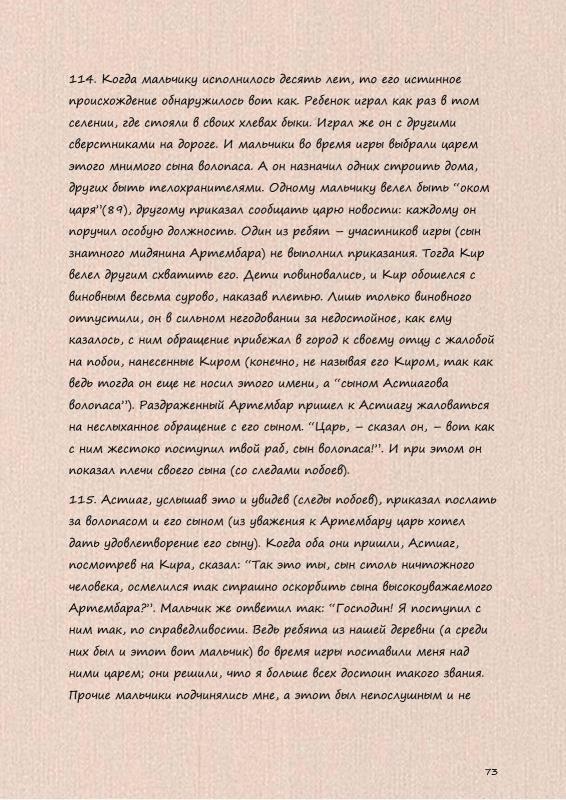 114. Когда мальчику исполнилось десять лет, то его истинное
происхождение обнаружилось вот как. Ребенок играл как раз в том
селении, где стояли в своих хлевах быки. Играл же он с другими
сверстниками на дороге. И мальчики во время игры выбрали царем
этого мнимого сына волопаса. А он назначил одних строить дома,
других быть телохранителями. Одному мальчику велел быть “оком
царя”(89), другому приказал сообщать царю новости: каждому он
поручил особую должность. Один из ребят – участников игры (сын
знатного мидянина Артембара) не выполнил приказания. Тогда Кир
велел другим схватить его. Дети повиновались, и Кир обошелся с
виновным весьма сурово, наказав плетью. Лишь только виновного
отпустили, он в сильном негодовании за недостойное, как ему
казалось, с ним обращение прибежал в город к своему отцу с жалобой
на побои, нанесенные Киром (конечно, не называя его Киром, так как
ведь тогда он еще не носил этого имени, а “сыном Астиагова
волопаса”). Раздраженный Артембар пришел к Астиагу жаловаться
на неслыханное обращение с его сыном. “Царь, – сказал он, – вот как
с ним жестоко поступил твой раб, сын волопаса!”. И при этом он
показал плечи своего сына (со следами побоев).
115. Астиаг, услышав это и увидев (следы побоев), приказал послать
за волопасом и его сыном (из уважения к Артембару царь хотел
дать удовлетворение его сыну). Когда оба они пришли, Астиаг,
посмотрев на Кира, сказал: “Так это ты, сын столь ничтожного
человека, осмелился так страшно оскорбить сына высокоуважаемого
Артембара?”. Мальчик же ответил так: “Господин! Я поступил с
ним так, по справедливости. Ведь ребята из нашей деревни (а среди
них был и этот вот мальчик) во время игры поставили меня над
ними царем; они решили, что я больше всех достоин такого звания.
Прочие мальчики подчинялись мне, а этот был непослушным и не
73